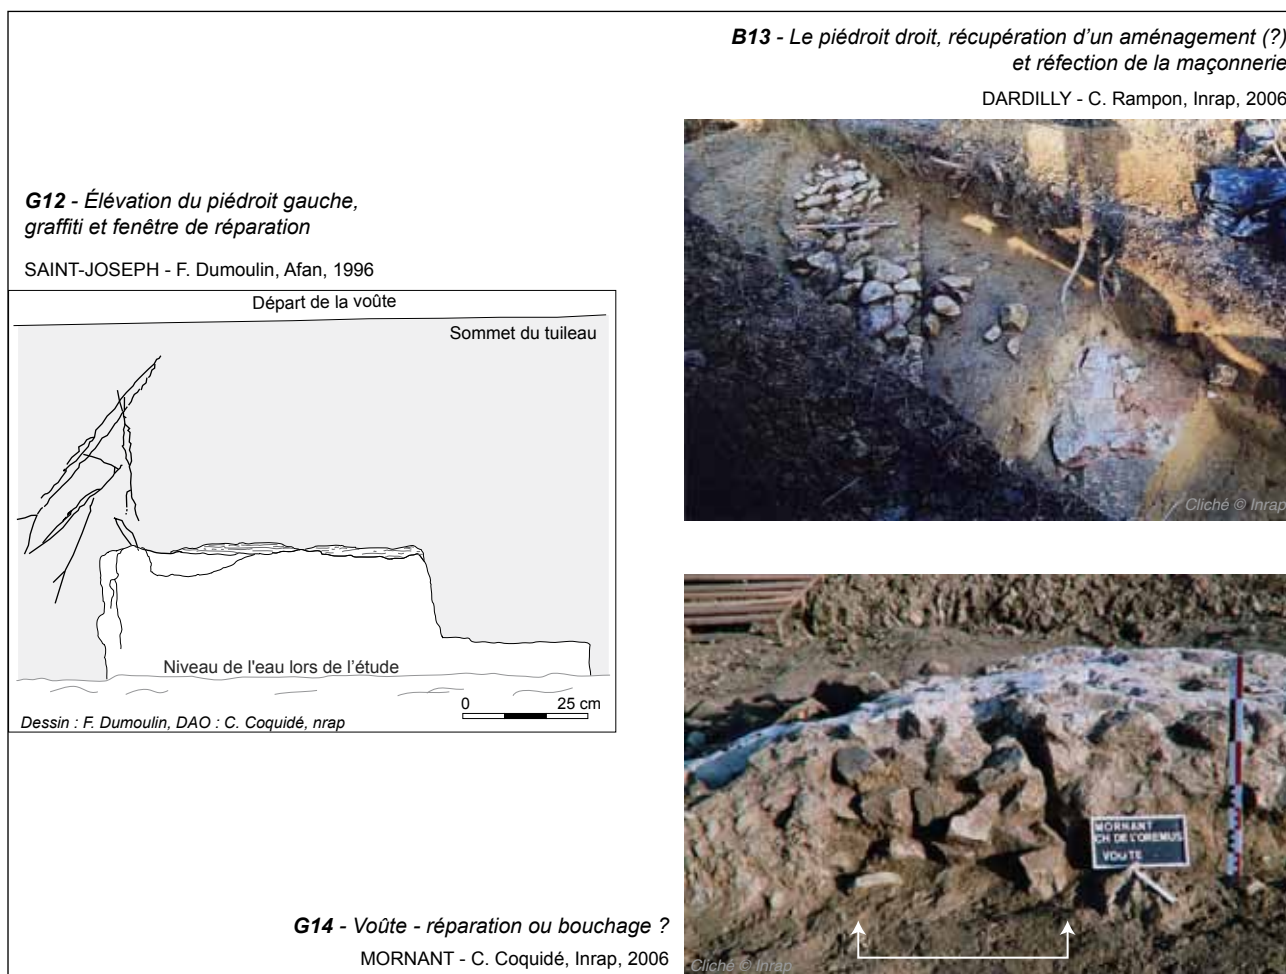 B13 - Le piédroit droit, récupération d'un aménagement (?)
et réfection de la maçonnerie
DARDILLY - C. Rampon, Inrap, 2006
Cliché © Inrap
G12 - Élévation du piédroit gauche,
graffiti et fenêtre de réparation
SAINT-JOSEPH - F. Dumoulin, Afan, 1996
Départ de la voûte
Sommet du tuileau
Niveau de l'eau lors de l'étude
0 25 cm
Dessin : F. Dumoulin, DAO : C. Coquidé, nrap
MORNANT
CH DE L'OREMUS
VOUTE
Cliché © Inrap
G14 - Voûte - réparation ou bouchage ?
MORNANT - C. Coquidé, Inrap, 2006